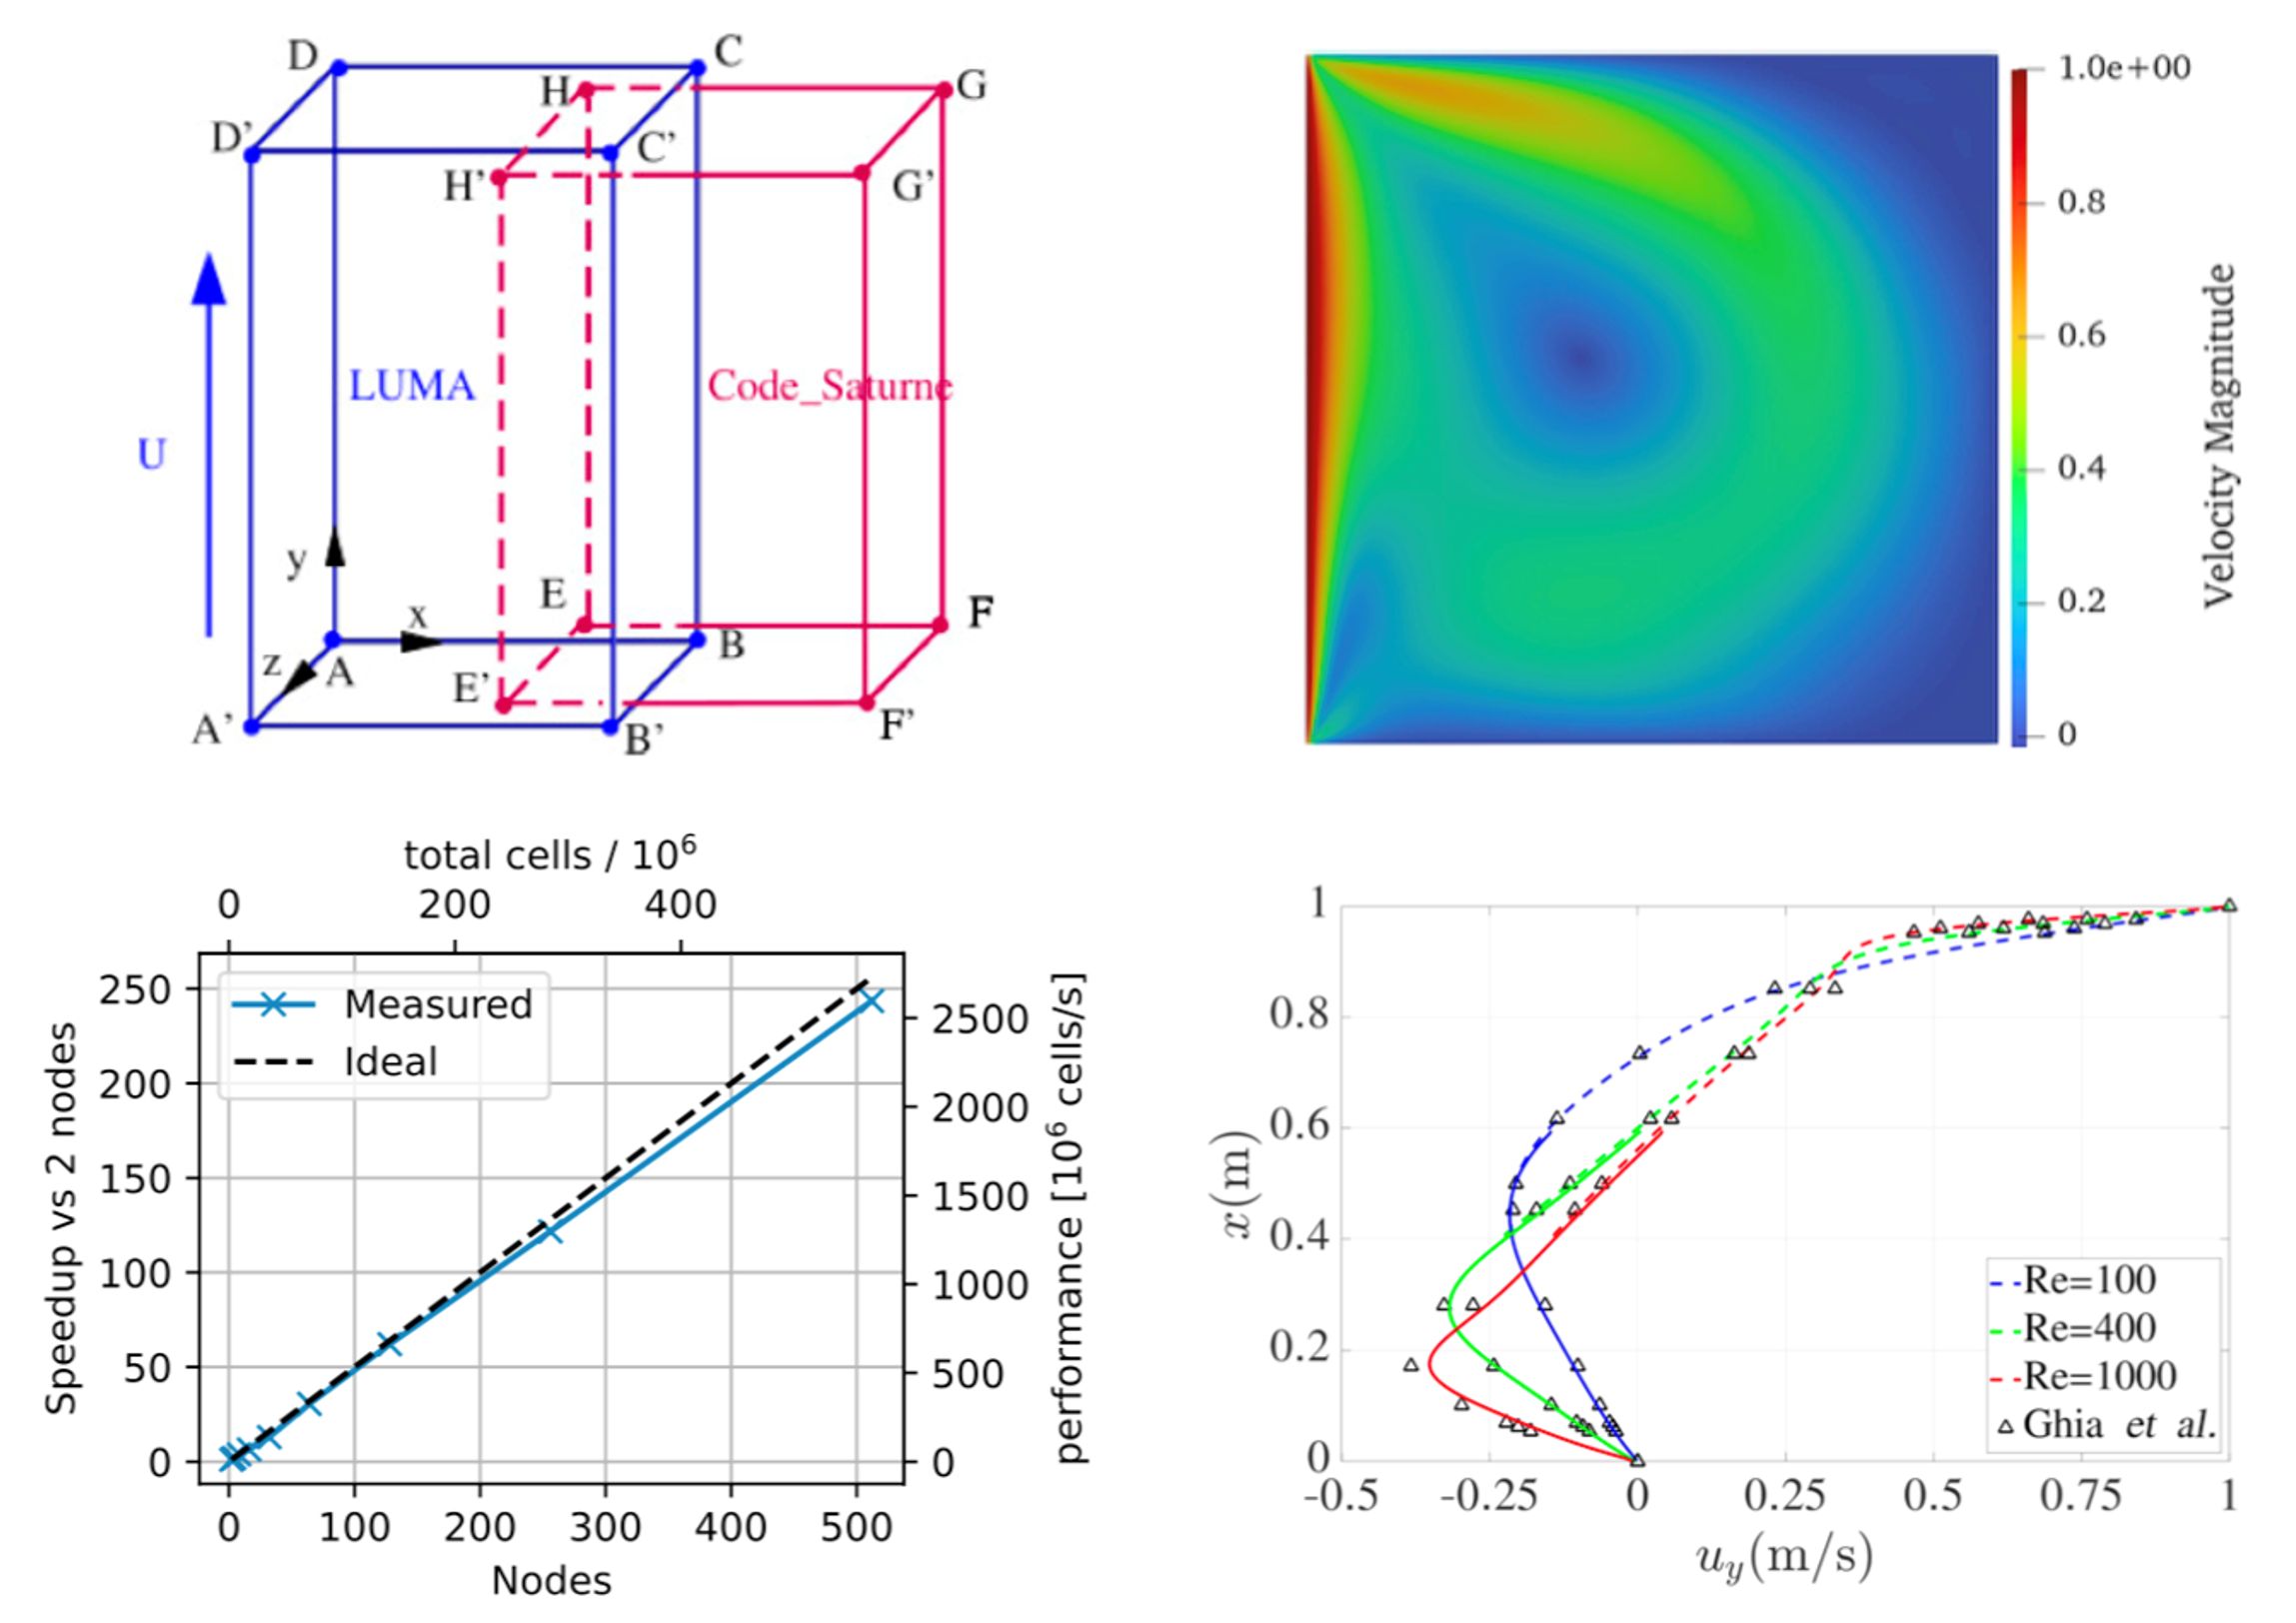 D
C
H
G
D'
C'
H'
G'
LUMA
Code_Saturne
U
y
E
F
x
B
z
A
E'
A'
B'
F'
1.0e+00
0.8
0.6
0.4
0.2
0
Velocity Magnitude
total cells / 10⁶
0 200 400
Speedup vs 2 nodes
250
200
150
100
50
0
Measured
Ideal
2500
2000
1500
1000
500
0
performance [10⁶ cells/s]
0 100 200 300 400 500
Nodes
x(m)
1
0.8
0.6
0.4
0.2
0
Re=100
Re=400
Re=1000
Ghia et al.
-0.5 -0.25 0 0.25 0.5 0.75 1
u_y(m/s)